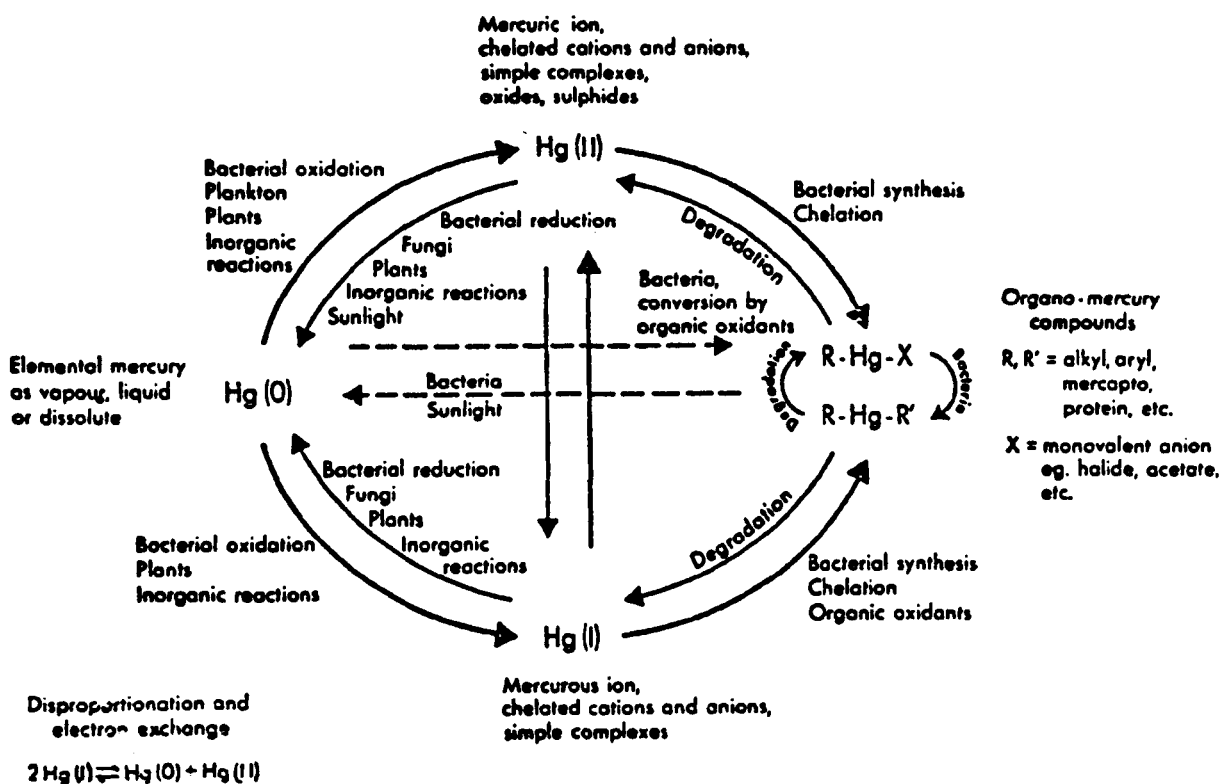 Mercuric ion,
chelated cations and anions,
simple complexes,
oxides, sulphides
Hg (II)
Bacterial oxidation
Plankton
Plants
Inorganic
reactions
Bacterial reduction
Fungi
Plants
Inorganic reactions
Sunlight
Degradation
Bacterial synthesis
Chelation
Bacteria,
conversion by
organic oxidants
Elemental mercury
as vapour, liquid
or dissolute
Hg (0)
Bacteria
Sunlight
R-Hg-X
R-Hg-R'
Degradation
Bacteria
Organo-mercury
compounds
R, R' = alkyl, aryl,
mercapto,
protein, etc.
X = monovalent anion
eg. halide, acetate,
etc.
Bacterial reduction
Fungi
Plants
Inorganic
reactions
Bacterial oxidation
Plants
Inorganic reactions
Degradation
Bacterial synthesis
Chelation
Organic oxidants
Hg (I)
Mercurous ion,
chelated cations and anions,
simple complexes
Disproportionation and
electron exchange
2 Hg (I) ⇌ Hg (0) + Hg (II)